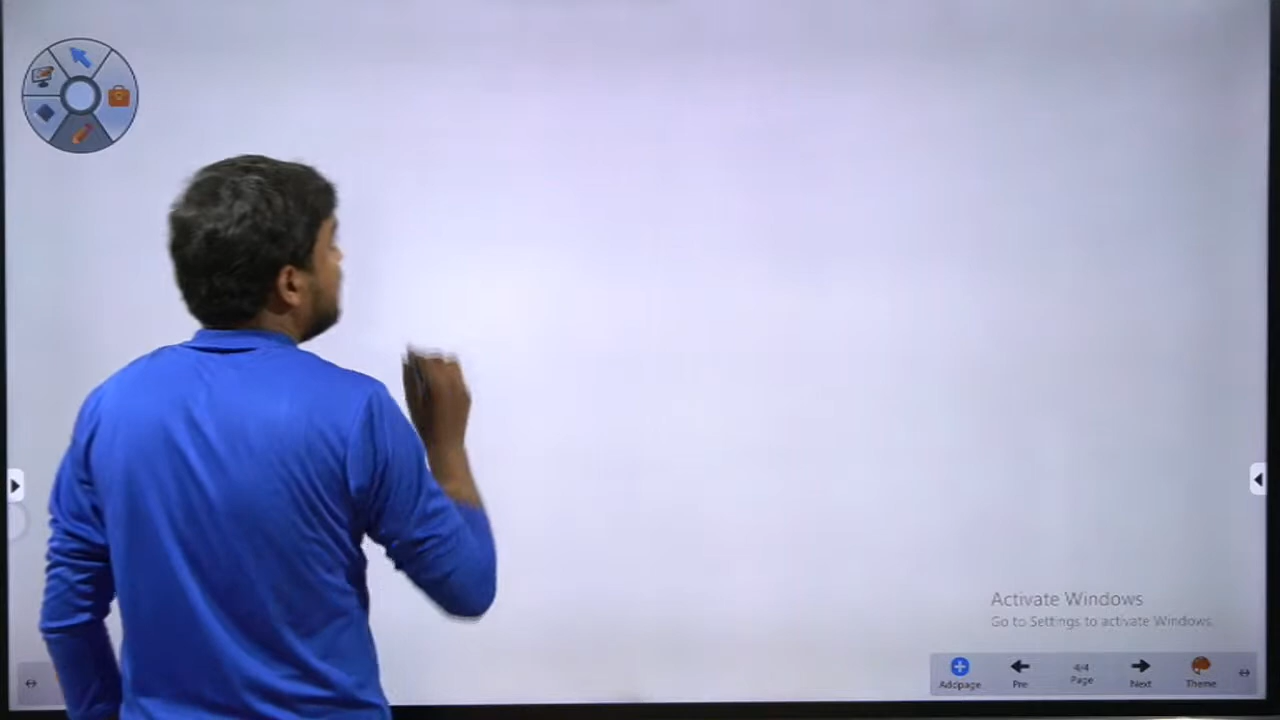 Activate Windows
Go to Settings to activate Windows.
Addpage
Pre
4/4
Page
Next
Theme